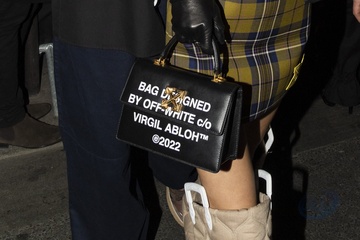 BAG DESIGNED
BY OFF-WHITE c/o
VIRGIL ABLOH™
©2022